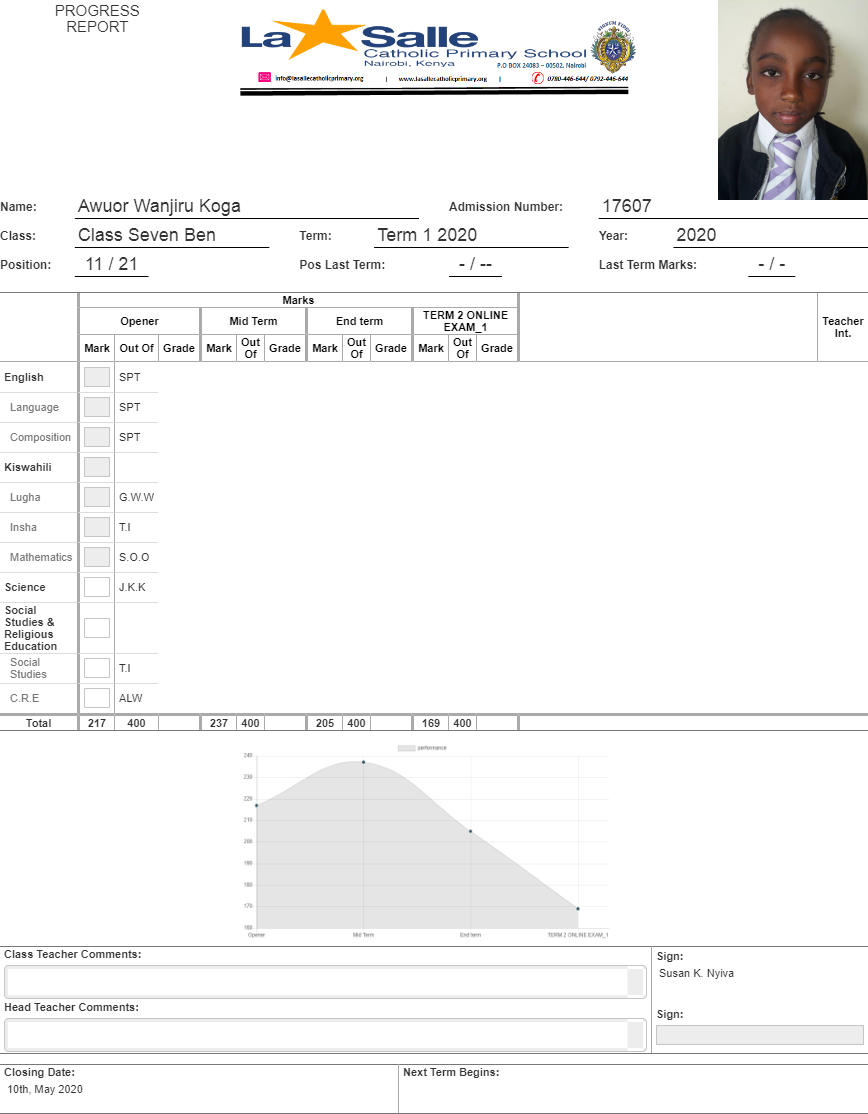 PROGRESS
REPORT
La Salle
Catholic Primary School
Nairobi, Kenya
P.O BOX 24083 – 00502, Nairobi
info@lasallecatholicprimary.org | www.lasallecatholicprimary.org | 0780-446-644/ 0792-446-644
Name: Awuor Wanjiru Koga Admission Number: 17607
Class: Class Seven Ben Term: Term 1 2020 Year: 2020
Position: 11 / 21 Pos Last Term: - / -- Last Term Marks: - / -
Marks
Opener Mid Term End term TERM 2 ONLINE EXAM_1 Teacher Int.
Mark Out Of Grade Mark Out Of Grade Mark Out Of Grade Mark Out Of Grade
English SPT
Language SPT
Composition SPT
Kiswahili
Lugha G.W.W
Insha T.I
Mathematics S.O.O
Science J.K.K
Social
Studies &
Religious
Education
Social
Studies T.I
C.R.E ALW
Total 217 400 237 400 205 400 169 400
performance
240
230
220
210
200
190
180
170
160
Opener Mid Term End term TERM 2 ONLINE EXAM_1
Class Teacher Comments: Sign:
Susan K. Nyiva
Head Teacher Comments: Sign:
Closing Date: Next Term Begins:
10th, May 2020